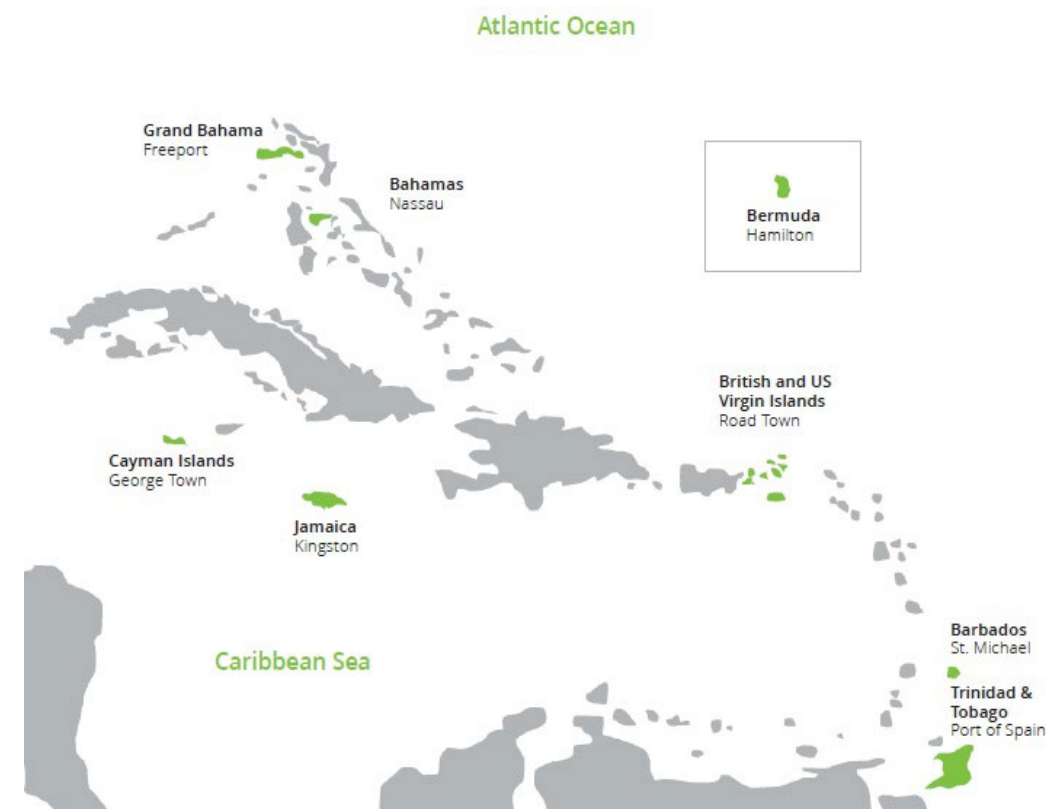 Atlantic Ocean
Grand Bahama
Freeport
Bahamas
Nassau
Bermuda
Hamilton
British and US
Virgin Islands
Road Town
Cayman Islands
George Town
Jamaica
Kingston
Caribbean Sea
Barbados
St. Michael
Trinidad &
Tobago
Port of Spain